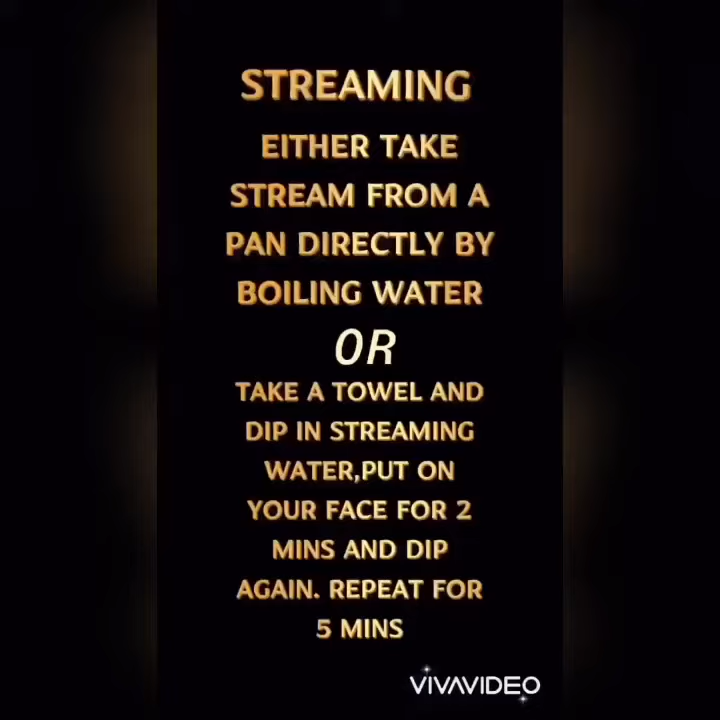 STREAMING
EITHER TAKE
STREAM FROM A
PAN DIRECTLY BY
BOILING WATER
OR
TAKE A TOWEL AND
DIP IN STREAMING
WATER,PUT ON
YOUR FACE FOR 2
MINS AND DIP
AGAIN. REPEAT FOR
5 MINS
VIVAVIDEO